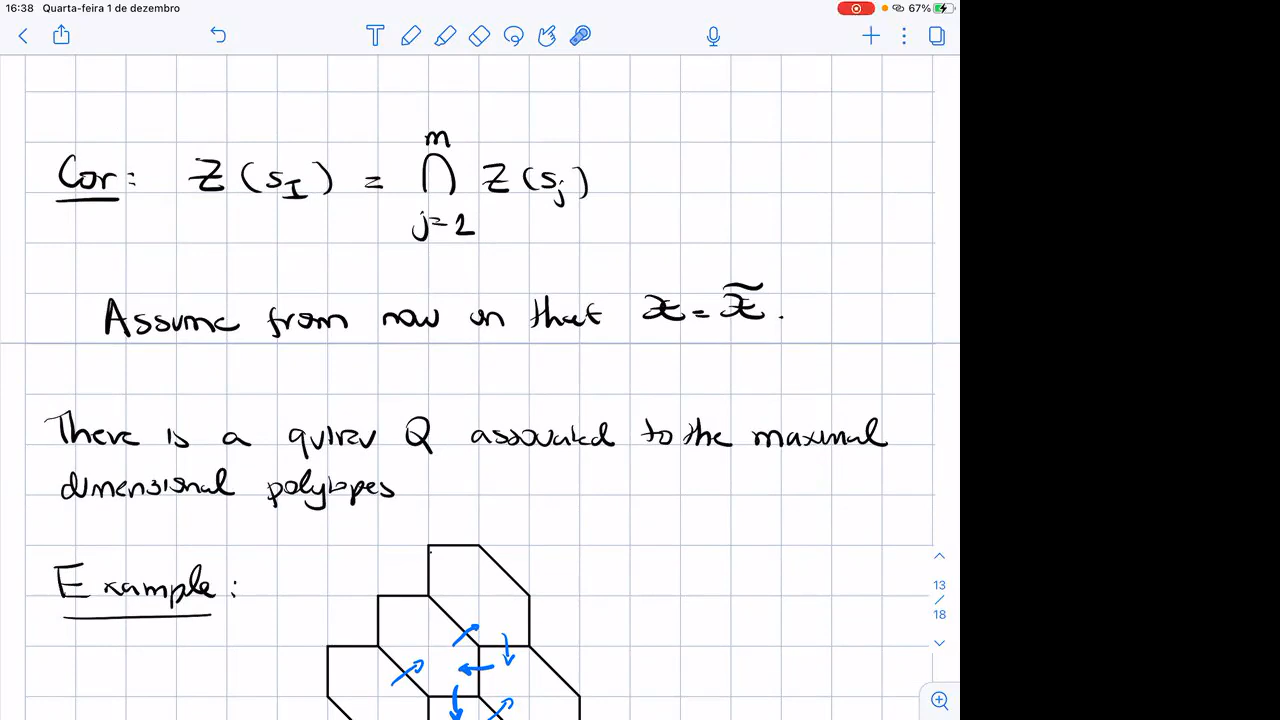 16:38 Quarta-feira 1 de dezembro 67%
Cor: Z(s_I) = ⋂_{j=2}^{m} Z(s_j)
Assume from now on that 𝒳 = 𝒳̃.
There is a quiver Q associated to the maximal
dimensional polytopes
Example:
13
/
18